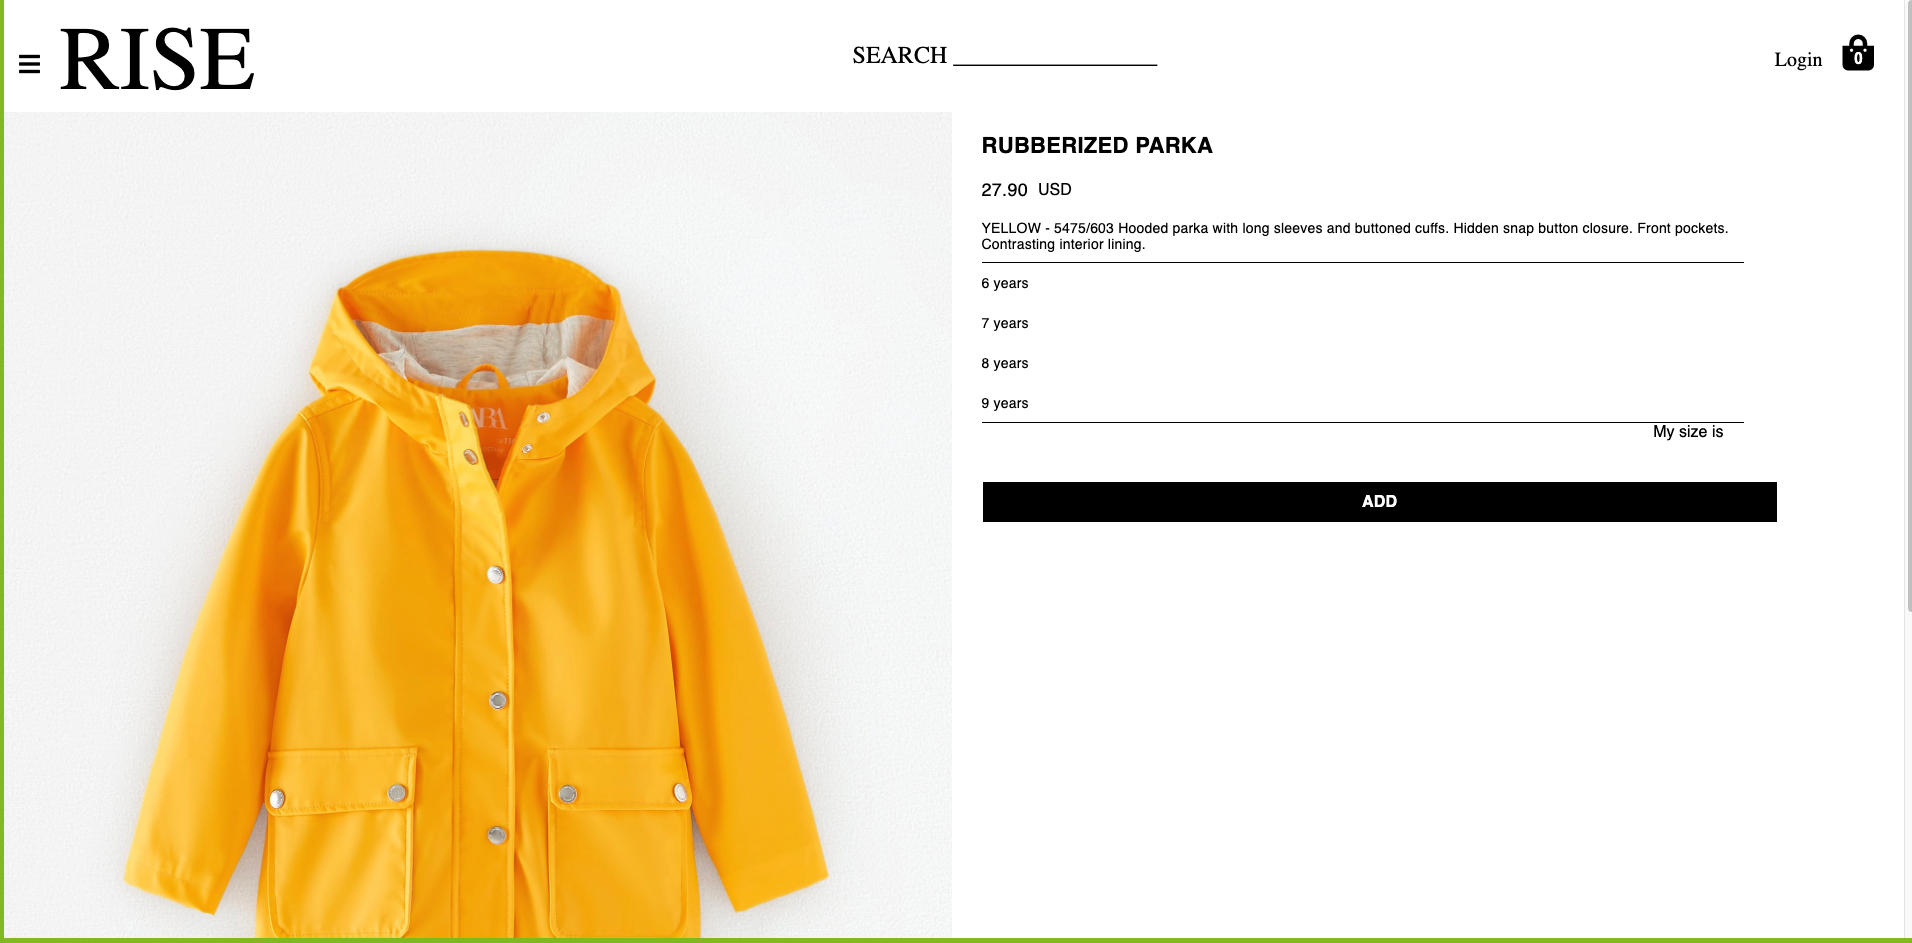 RISE
SEARCH
Login
0
RUBBERIZED PARKA
27.90 USD
YELLOW - 5475/603 Hooded parka with long sleeves and buttoned cuffs. Hidden snap button closure. Front pockets.
Contrasting interior lining.
6 years
7 years
8 years
9 years
My size is
ADD